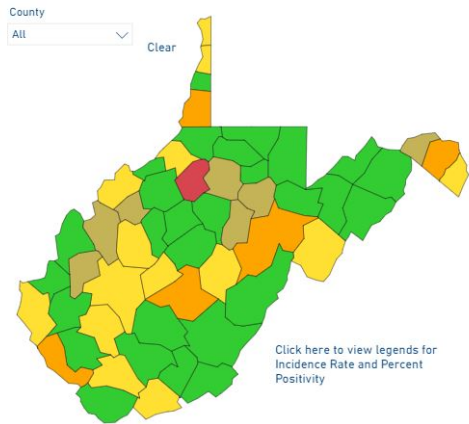 County
All
Clear
Click here to view legends for
Incidence Rate and Percent
Positivity